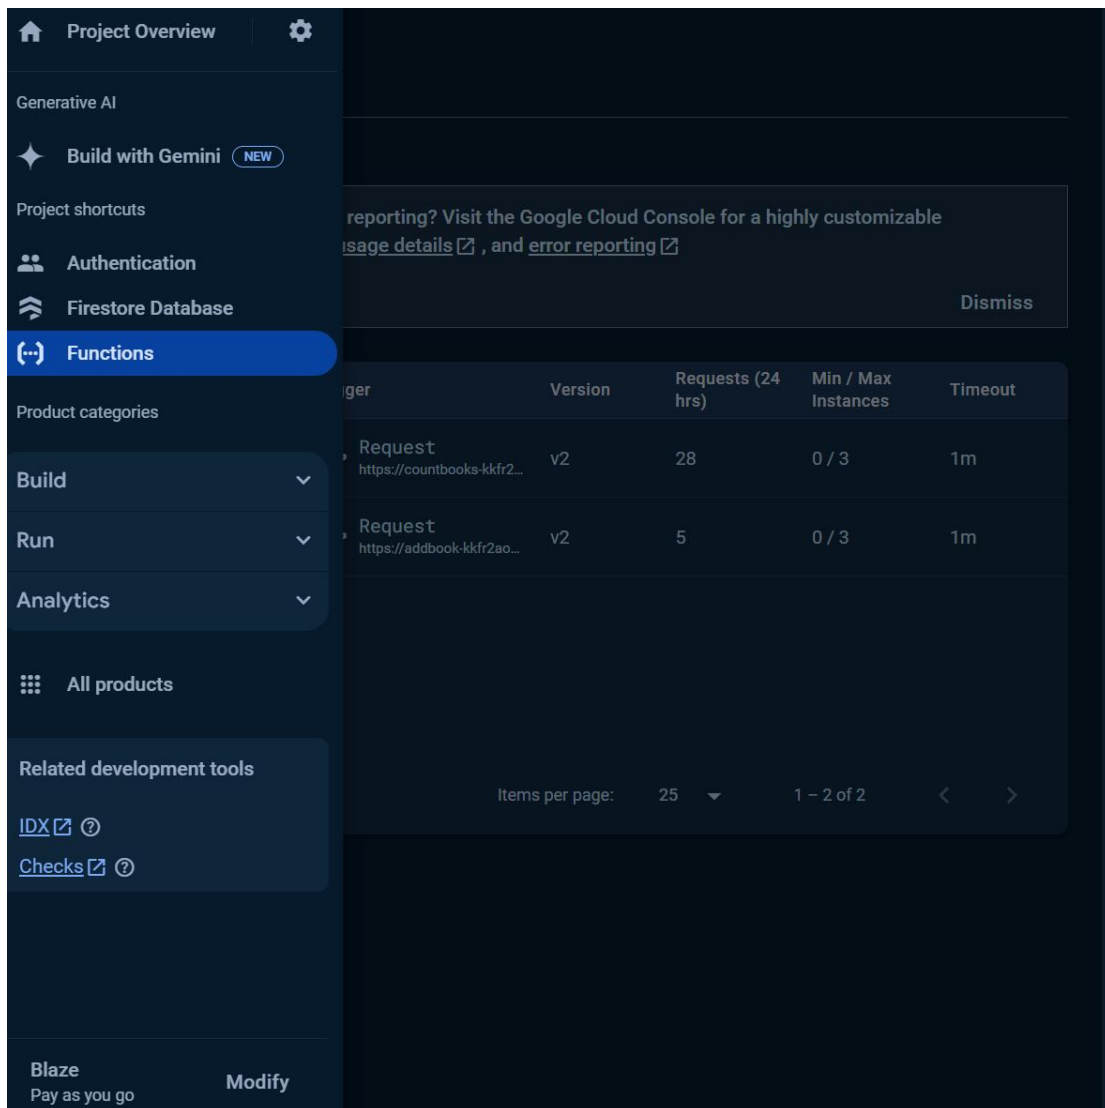 Project Overview
Generative AI
Build with Gemini NEW
Project shortcuts
Authentication
Firestore Database
Functions
Product categories
Build
Run
Analytics
All products
Related development tools
IDX
Checks
Blaze
Pay as you go
Modify
reporting? Visit the Google Cloud Console for a highly customizable
usage details , and error reporting
Dismiss
gger Version Requests (24 hrs) Min / Max Instances Timeout
Request
https://countbooks-kkfr2...
v2 28 0 / 3 1m
Request
https://addbook-kkfr2ao...
v2 5 0 / 3 1m
Items per page: 25 1 – 2 of 2